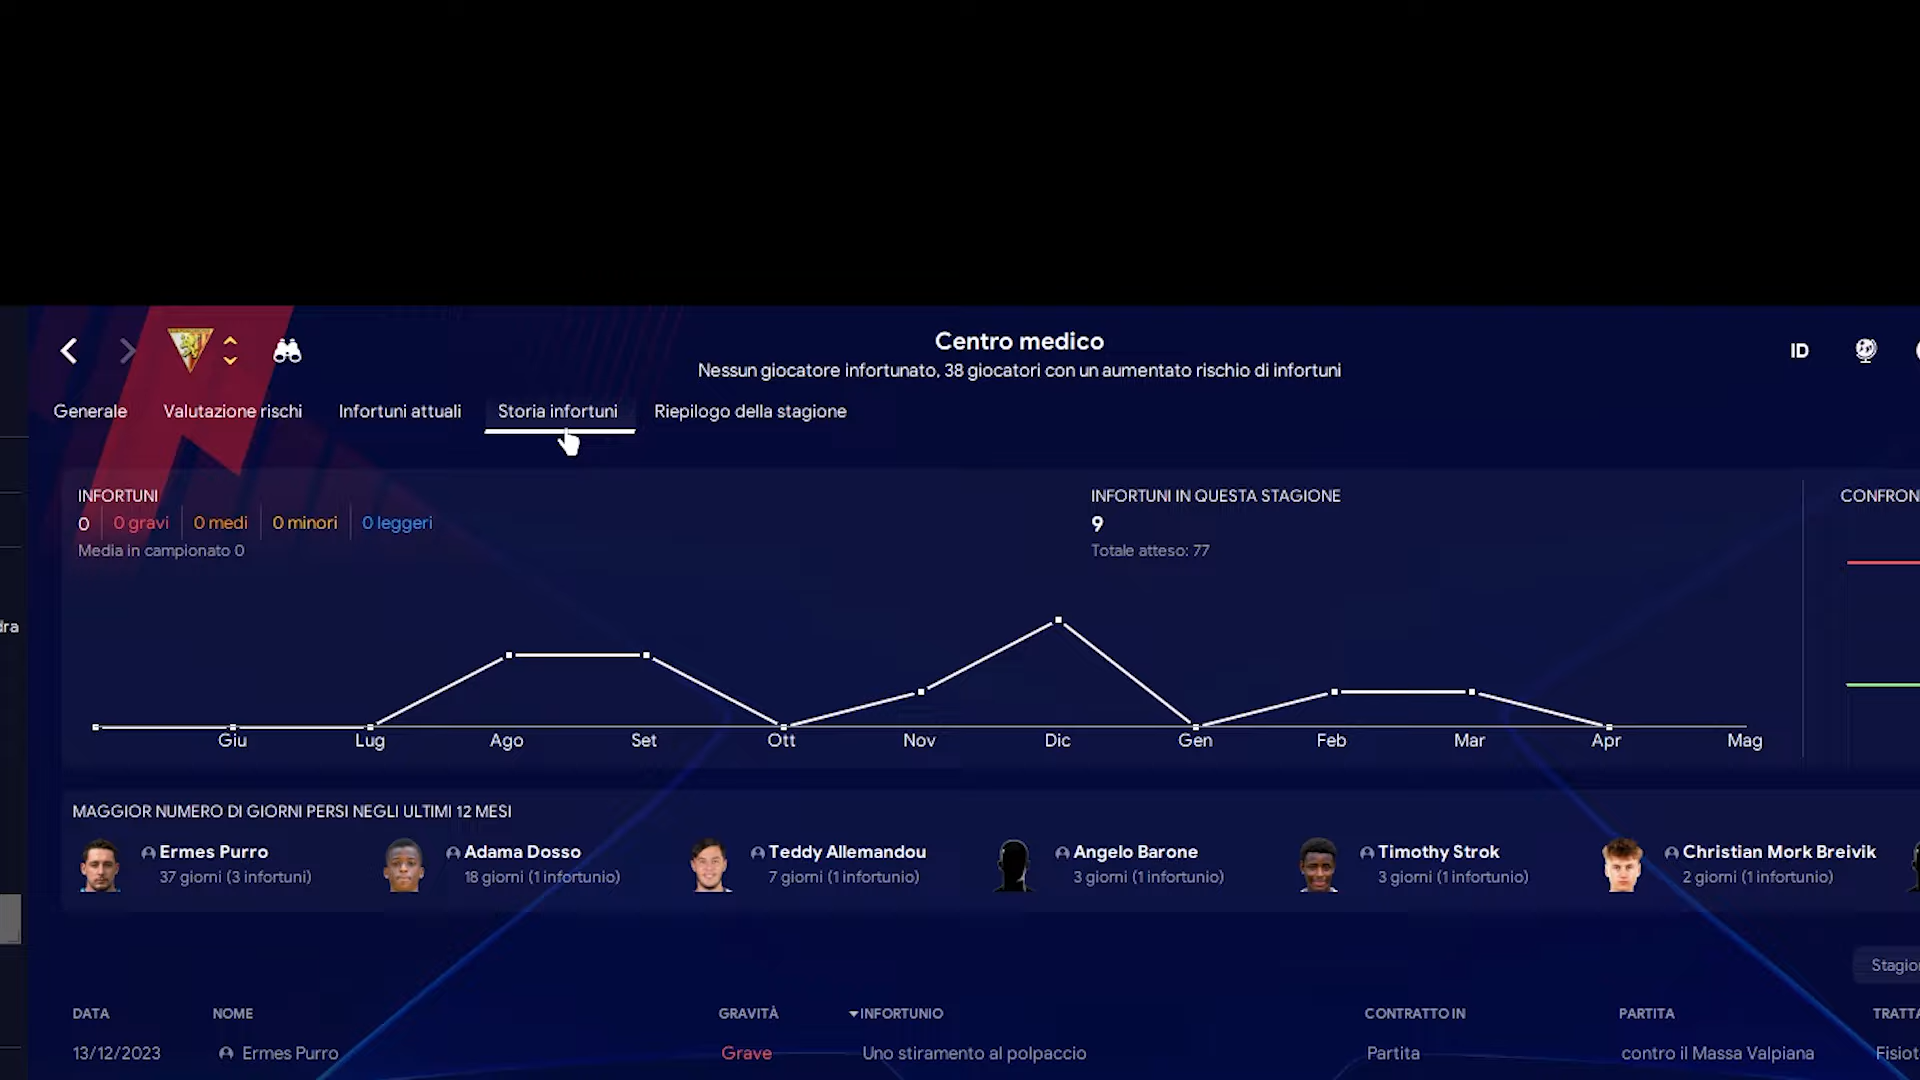 Centro medico
ID
Nessun giocatore infortunato, 38 giocatori con un aumentato rischio di infortuni
Generale Valutazione rischi Infortuni attuali Storia infortuni Riepilogo della stagione
INFORTUNI
0 0 gravi 0 medi 0 minori 0 leggeri
Media in campionato 0
INFORTUNI IN QUESTA STAGIONE
9
Totale atteso: 77
CONFRON
dra
Giu Lug Ago Set Ott Nov Dic Gen Feb Mar Apr Mag
MAGGIOR NUMERO DI GIORNI PERSI NEGLI ULTIMI 12 MESI
Ermes Purro
37 giorni (3 infortuni)
Adama Dosso
18 giorni (1 infortunio)
Teddy Allemandou
7 giorni (1 infortunio)
Angelo Barone
3 giorni (1 infortunio)
Timothy Strok
3 giorni (1 infortunio)
Christian Mork Breivik
2 giorni (1 infortunio)
Stagio
DATA NOME GRAVITÀ INFORTUNIO CONTRATTO IN PARTITA TRATTA
13/12/2023 Ermes Purro Grave Uno stiramento al polpaccio Partita contro il Massa Valpiana Fisiot